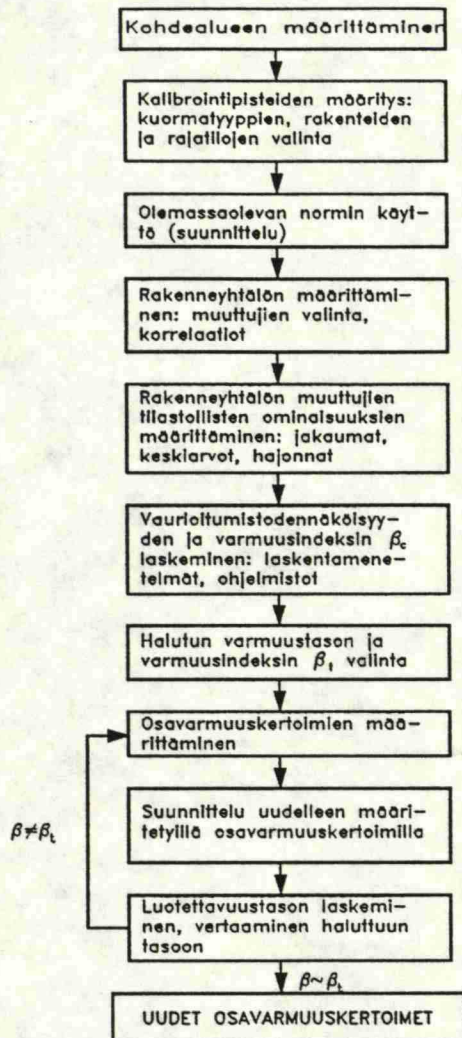 Kohdealueen määrittäminen
Kalibrointipisteiden määritys:
kuormatyyppien, rakenteiden
ja rajatilojen valinta
Olemassaolevan normin käyt-
tö (suunnittelu)
Rakenneyhtälön määrittämi-
nen: muuttujien valinta,
korrelaatiot
Rakenneyhtälön muuttujien
tilastollisten ominaisuuksien
määrittäminen: jakaumat,
keskiarvot, hajonnat
Vaurioitumistodennäköisyy-
den ja varmuusindeksin βc
laskeminen: laskentamene-
telmät, ohjelmistot
Halutun varmuustason ja
varmuusindeksin βt valinta
Osavarmuuskertoimien mää-
rittäminen
Suunnittelu uudelleen määri-
tetyillä osavarmuuskertoimilla
β≠βt
Luotettavuustason laskemi-
nen, vertaaminen haluttuun
tasoon
β~βt
UUDET OSAVARMUUSKERTOIMET